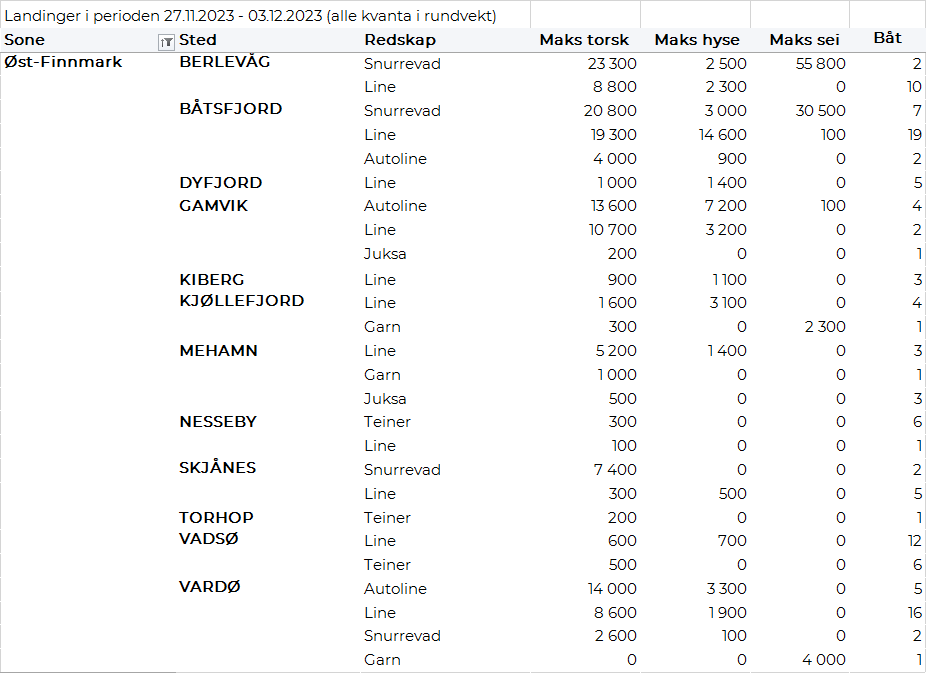 Landinger i perioden 27.11.2023 - 03.12.2023 (alle kvanta i rundvekt)
Sone Sted Redskap Maks torsk Maks hyse Maks sei Båt
Øst-Finnmark BERLEVÅG Snurrevad 23 300 2 500 55 800 2
Line 8 800 2 300 0 10
BÅTSFJORD Snurrevad 20 800 3 000 30 500 7
Line 19 300 14 600 100 19
Autoline 4 000 900 0 2
DYFJORD Line 1 000 1 400 0 5
GAMVIK Autoline 13 600 7 200 100 4
Line 10 700 3 200 0 2
Juksa 200 0 0 1
KIBERG Line 900 1 100 0 3
KJØLLEFJORD Line 1 600 3 100 0 4
Garn 300 0 2 300 1
MEHAMN Line 5 200 1 400 0 3
Garn 1 000 0 0 1
Juksa 500 0 0 3
NESSEBY Teiner 300 0 0 6
Line 100 0 0 1
SKJÅNES Snurrevad 7 400 0 0 2
Line 300 500 0 5
TORHOP Teiner 200 0 0 1
VADSØ Line 600 700 0 12
Teiner 500 0 0 6
VARDØ Autoline 14 000 3 300 0 5
Line 8 600 1 900 0 16
Snurrevad 2 600 100 0 2
Garn 0 0 4 000 1